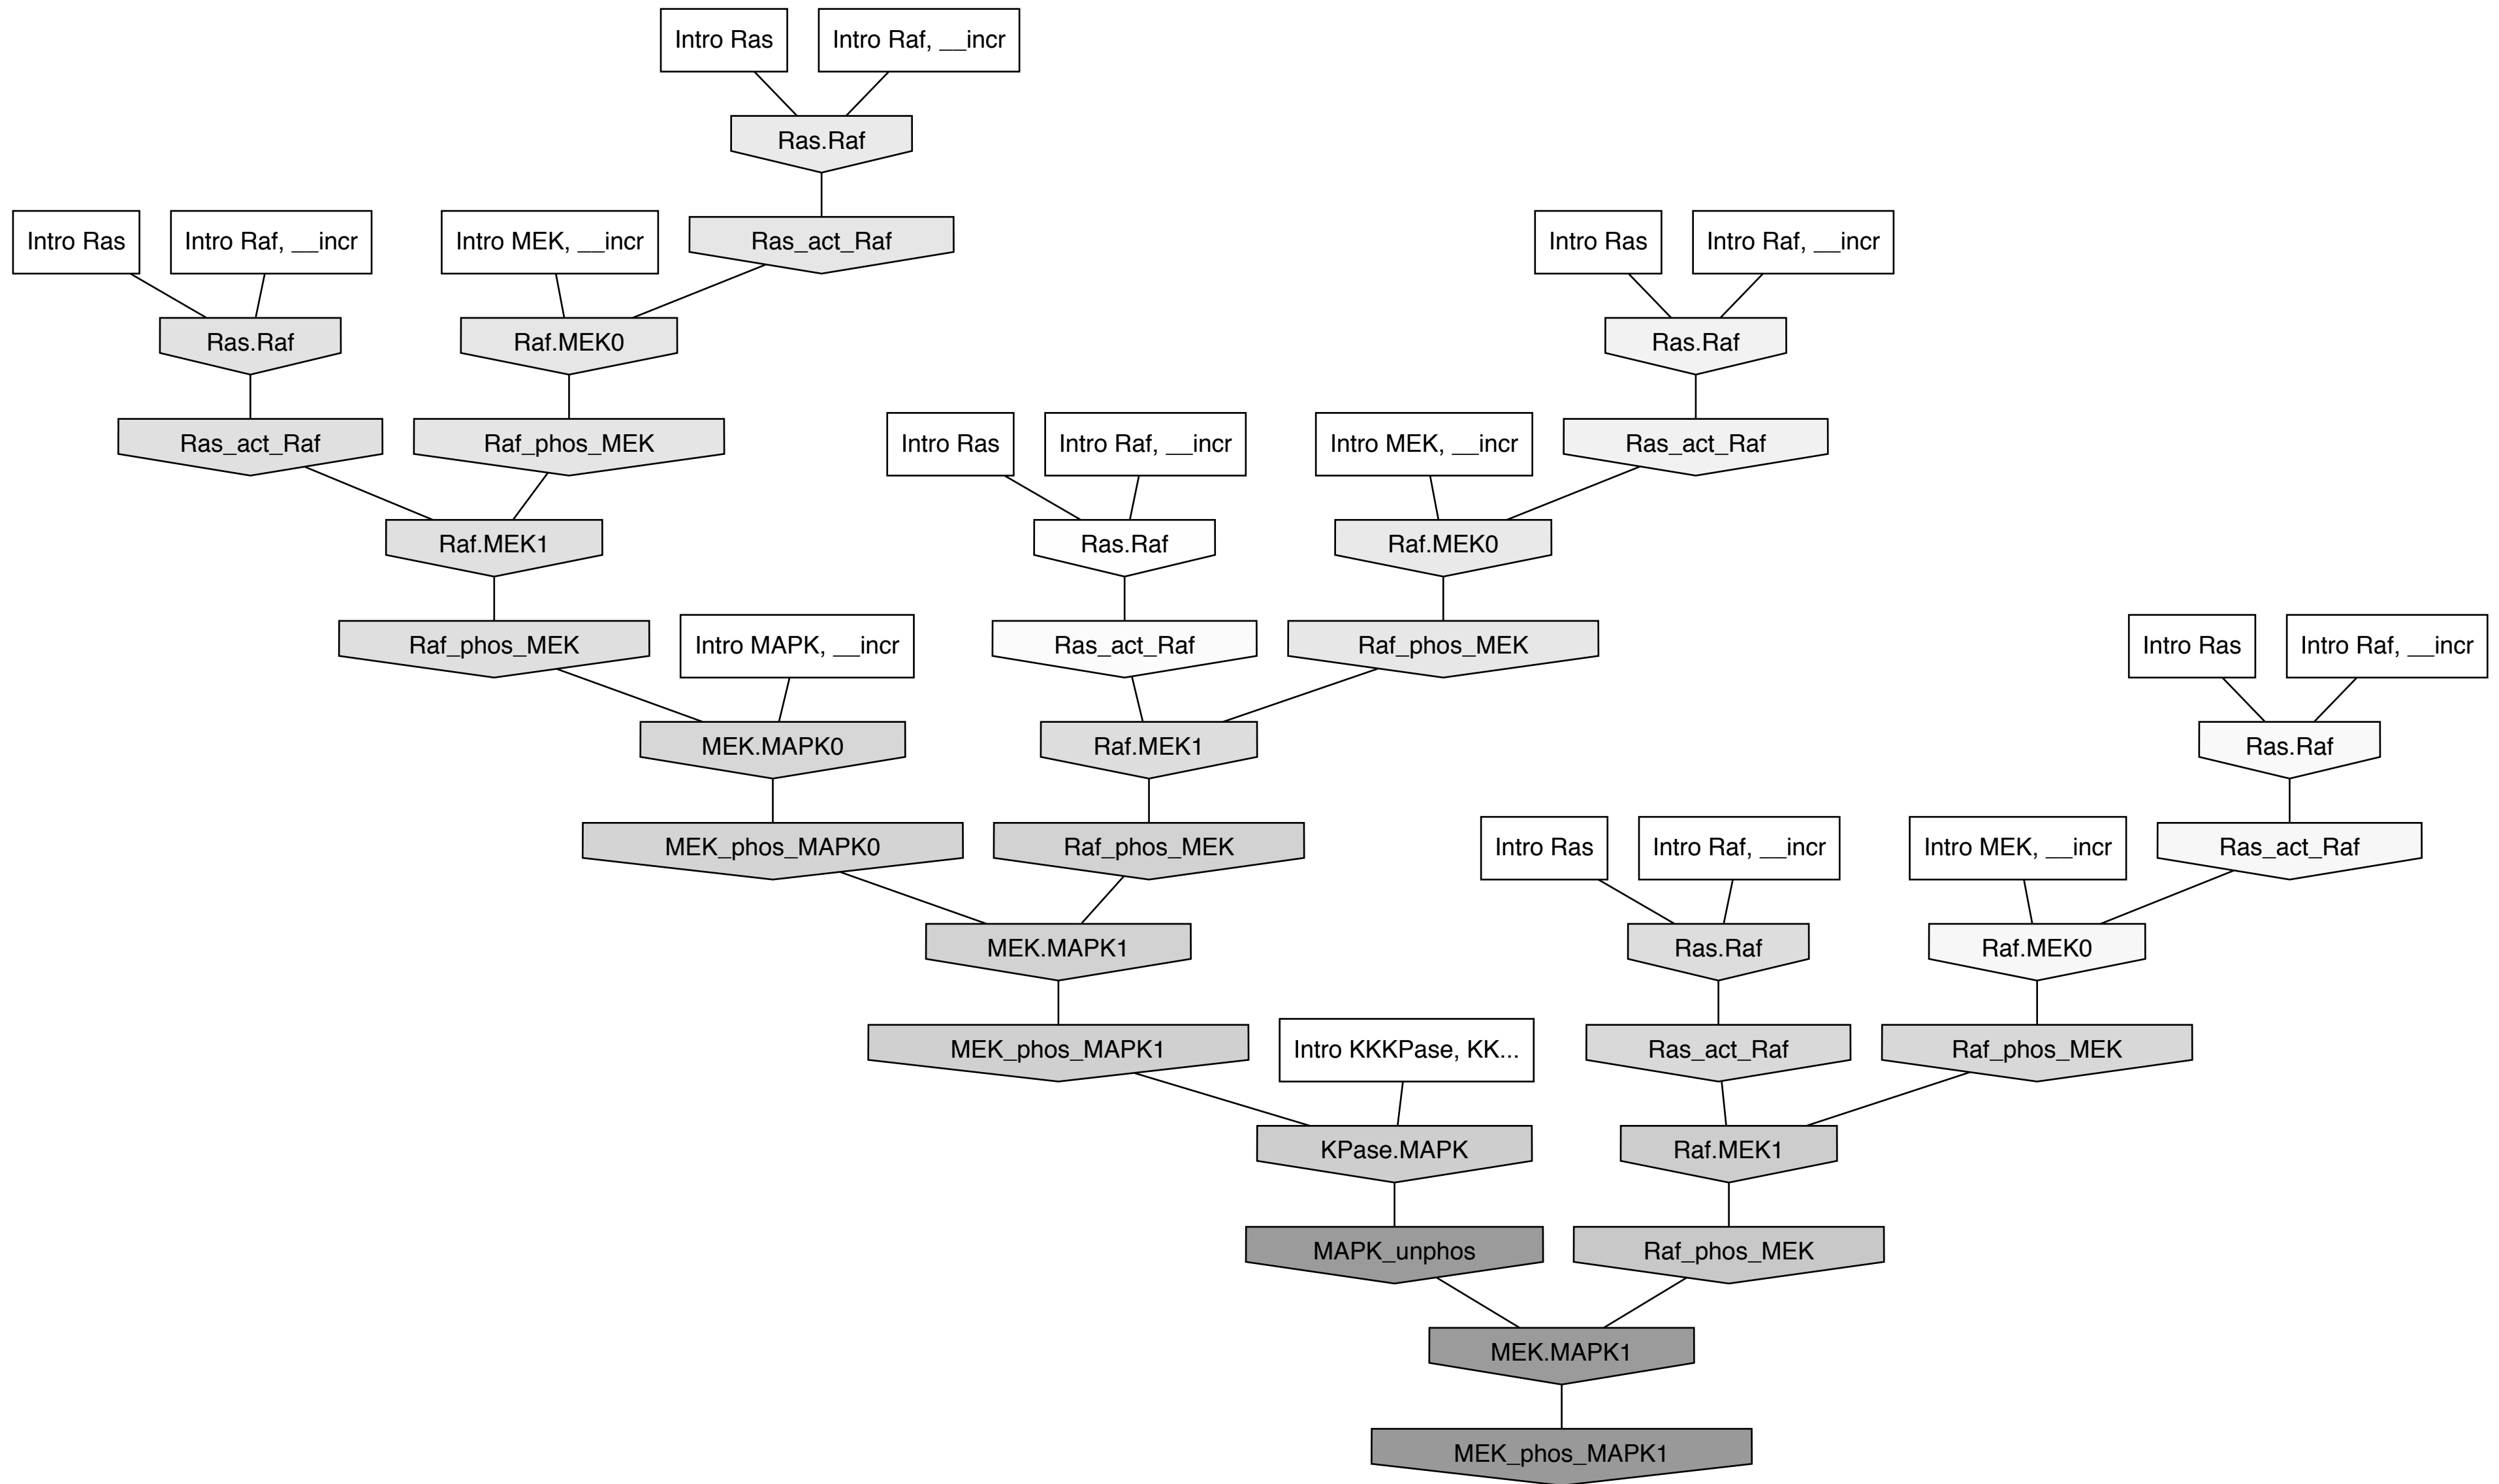 Intro Ras
Intro Raf, __incr
Ras.Raf
Intro Ras
Intro Raf, __incr
Intro MEK, __incr
Ras_act_Raf
Intro Ras
Intro Raf, __incr
Ras.Raf
Raf.MEK0
Ras.Raf
Ras_act_Raf
Raf_phos_MEK
Intro Ras
Intro Raf, __incr
Intro MEK, __incr
Ras_act_Raf
Raf.MEK1
Ras.Raf
Raf.MEK0
Raf_phos_MEK
Intro MAPK, __incr
Ras_act_Raf
Raf_phos_MEK
Intro Ras
Intro Raf, __incr
MEK.MAPK0
Raf.MEK1
Ras.Raf
MEK_phos_MAPK0
Raf_phos_MEK
Intro Ras
Intro Raf, __incr
Intro MEK, __incr
Ras_act_Raf
MEK.MAPK1
Ras.Raf
Raf.MEK0
MEK_phos_MAPK1
Intro KKKPase, KK...
Ras_act_Raf
Raf_phos_MEK
KPase.MAPK
Raf.MEK1
MAPK_unphos
Raf_phos_MEK
MEK.MAPK1
MEK_phos_MAPK1